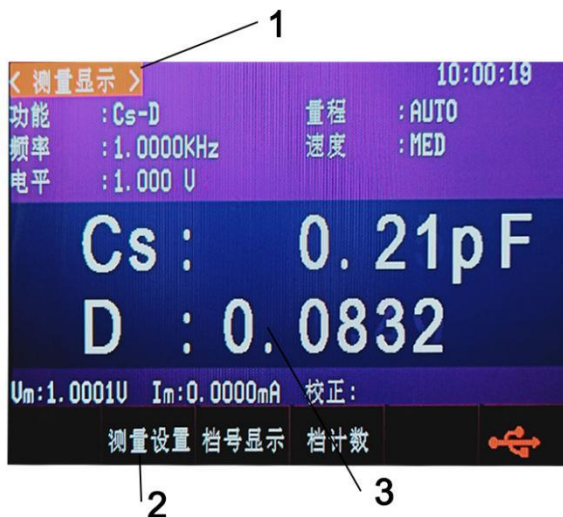 1
< 测量显示 > 10:00:19
功能 :Cs-D 量程 :AUTO
频率 :1.0000KHz 速度 :MED
电平 :1.000 V
Cs: 0.21pF
D :0.0832
Vm:1.0001V Im:0.0000mA 校正:
测量设置 档号显示 档计数
2 3